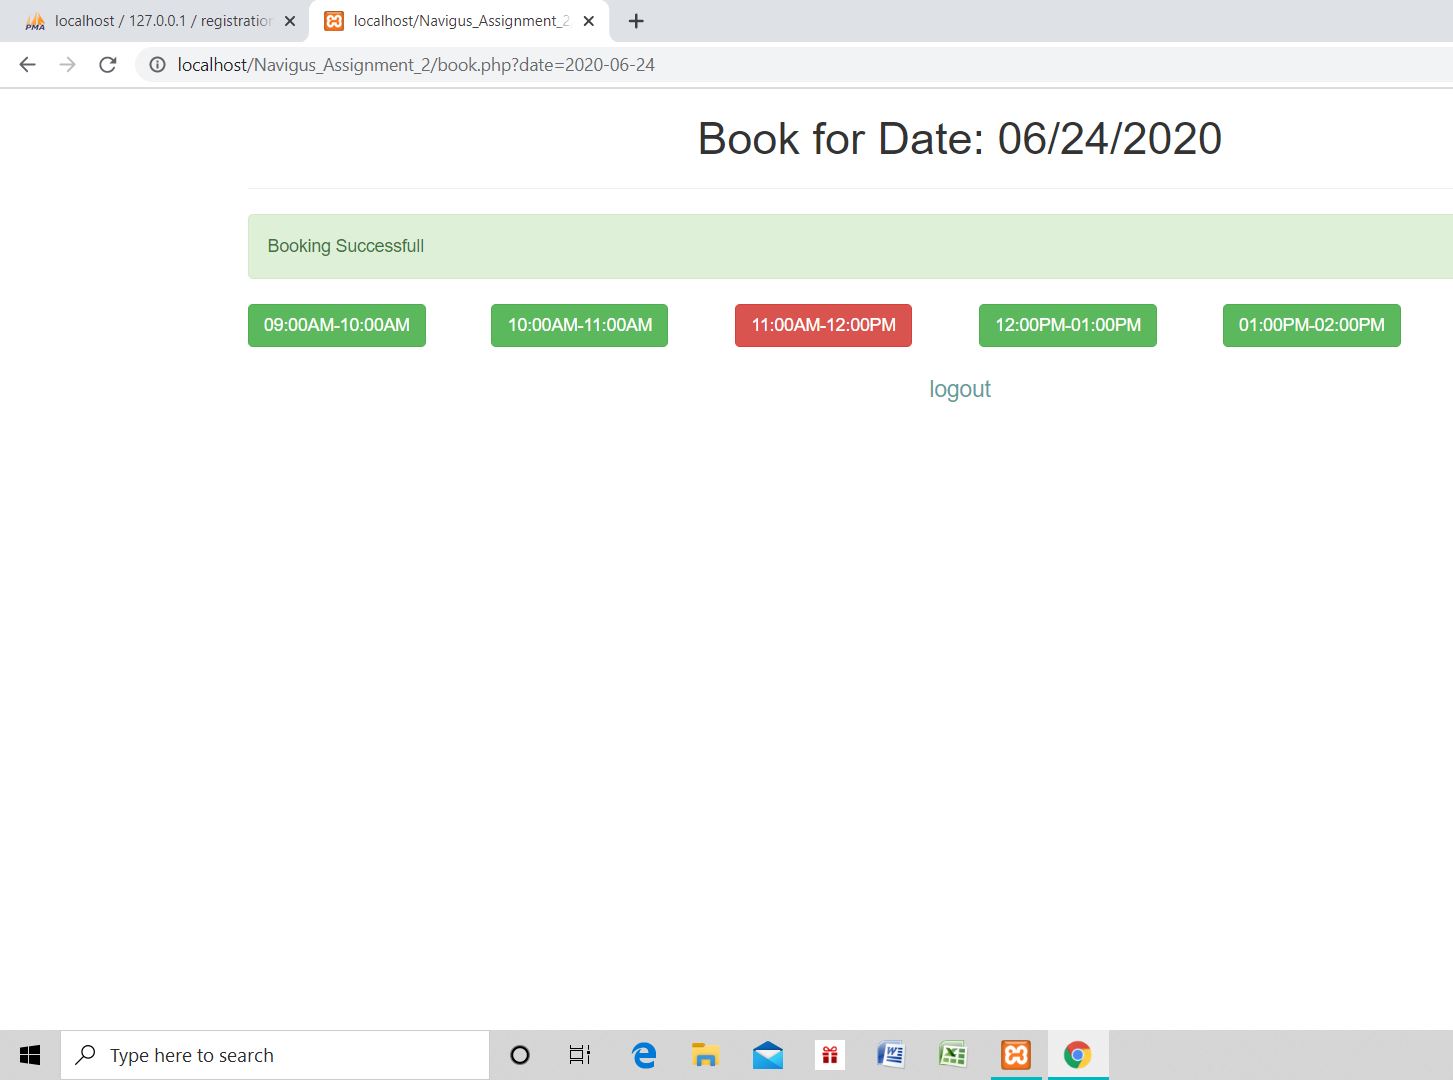 localhost / 127.0.0.1 / registration
localhost/Navigus_Assignment_2
localhost/Navigus_Assignment_2/book.php?date=2020-06-24
Book for Date: 06/24/2020
Booking Successfull
09:00AM-10:00AM 10:00AM-11:00AM 11:00AM-12:00PM 12:00PM-01:00PM 01:00PM-02:00PM
logout
Type here to search